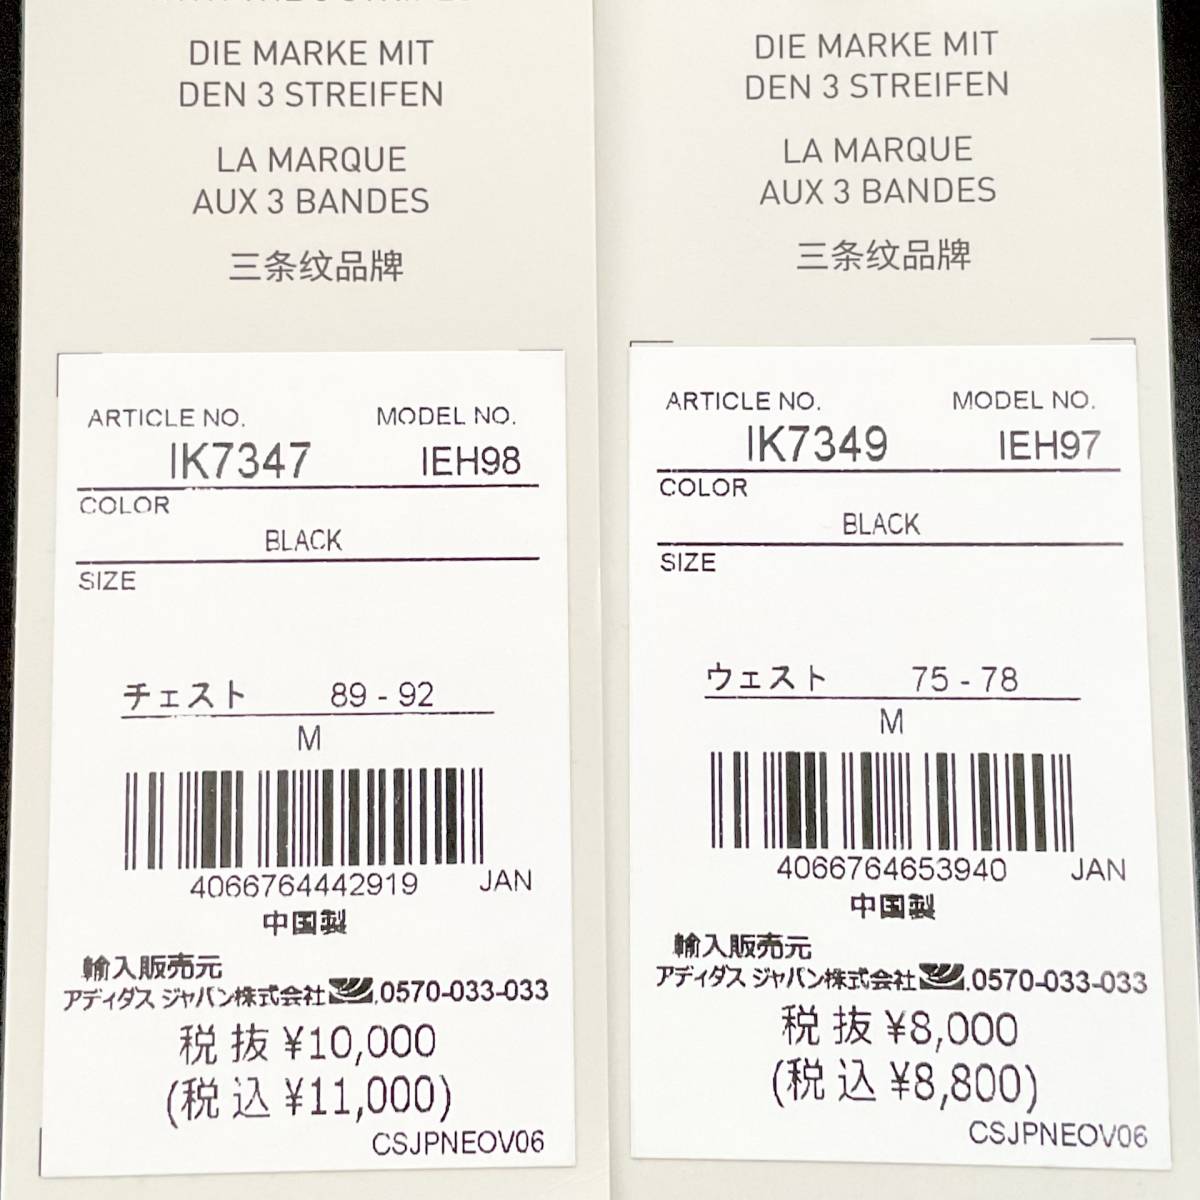 DIE MARKE MIT
DEN 3 STREIFEN
LA MARQUE
AUX 3 BANDES
三条纹品牌
ARTICLE NO. MODEL NO.
IK7347 IEH98
COLOR
BLACK
SIZE
チェスト 89 - 92
M
4066764442919 JAN
中国製
輸入販売元
アディダス ジャパン株式会社 .0570-033-033
税 抜 ¥10,000
(税 込 ¥11,000)
CSJPNEOV06
DIE MARKE MIT
DEN 3 STREIFEN
LA MARQUE
AUX 3 BANDES
三条纹品牌
ARTICLE NO. MODEL NO.
IK7349 IEH97
COLOR
BLACK
SIZE
ウェスト 75 - 78
M
4066764653940 JAN
中国製
輸入販売元
アディダス ジャパン株式会社 .0570-033-033
税 抜 ¥8,000
(税 込 ¥8,800)
CSJPNEOV06